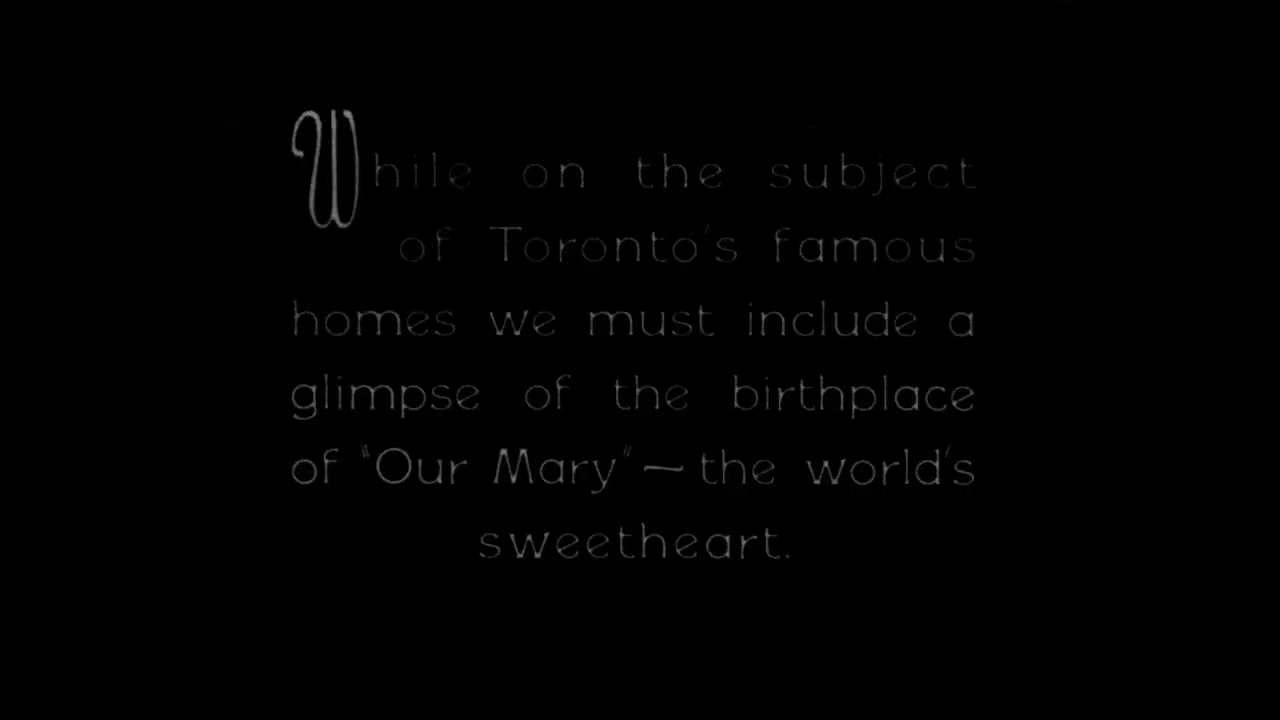 While on the subject
of Toronto's famous
homes we must include a
glimpse of the birthplace
of "Our Mary" — the world's
sweetheart.